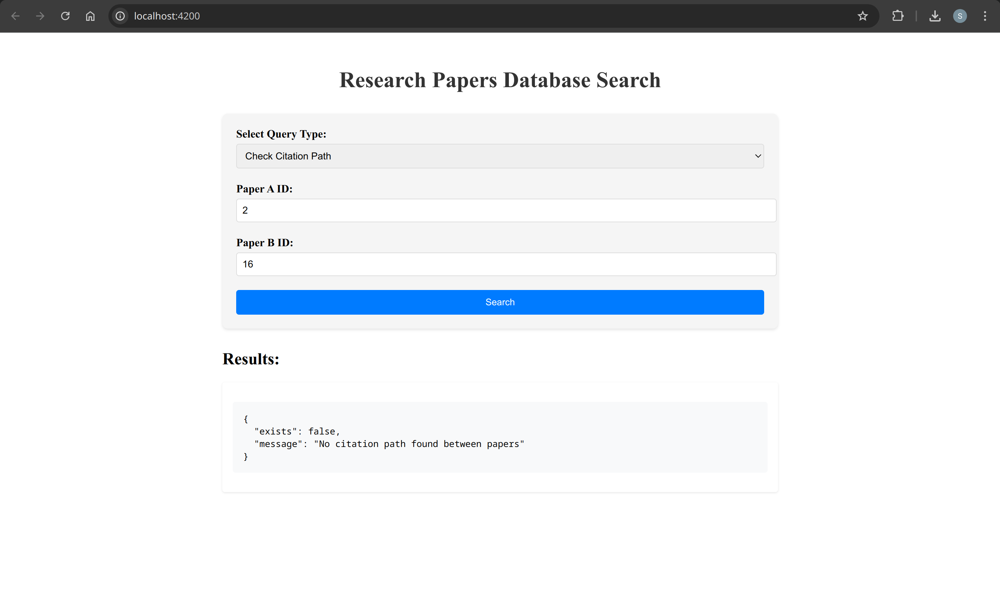 localhost:4200
S
Research Papers Database Search
Select Query Type:
Check Citation Path
Paper A ID:
2
Paper B ID:
16
Search
Results:
{
"exists": false,
"message": "No citation path found between papers"
}